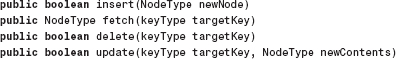 public boolean insert(NodeType newNode)
public NodeType fetch(keyType targetKey)
public boolean delete(keyType targetKey)
public boolean update(keyType targetKey, NodeType newContents)